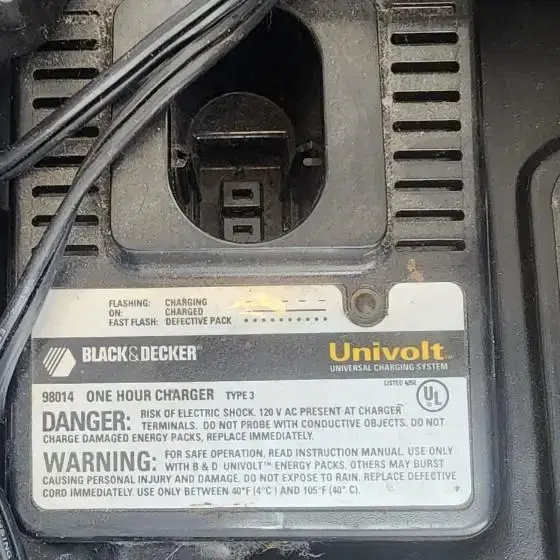 FLASHING: CHARGING
ON: CHARGED
FAST FLASH: DEFECTIVE PACK
BLACK & DECKER®
Univolt™
UNIVERSAL CHARGING SYSTEM
98014 ONE HOUR CHARGER TYPE 3
LISTED
UL
DANGER: RISK OF ELECTRIC SHOCK. 120 V AC PRESENT AT CHARGER
TERMINALS. DO NOT PROBE WITH CONDUCTIVE OBJECTS. DO NOT
CHARGE DAMAGED ENERGY PACKS, REPLACE IMMEDIATELY.
WARNING: FOR SAFE OPERATION, READ INSTRUCTION MANUAL. USE ONLY
WITH B & D UNIVOLT™ ENERGY PACKS, OTHERS MAY BURST
CAUSING PERSONAL INJURY AND DAMAGE. DO NOT EXPOSE TO RAIN. REPLACE DEFECTIVE
CORD IMMEDIATELY. USE ONLY BETWEEN 40°F (4°C) AND 105°F (40° C).